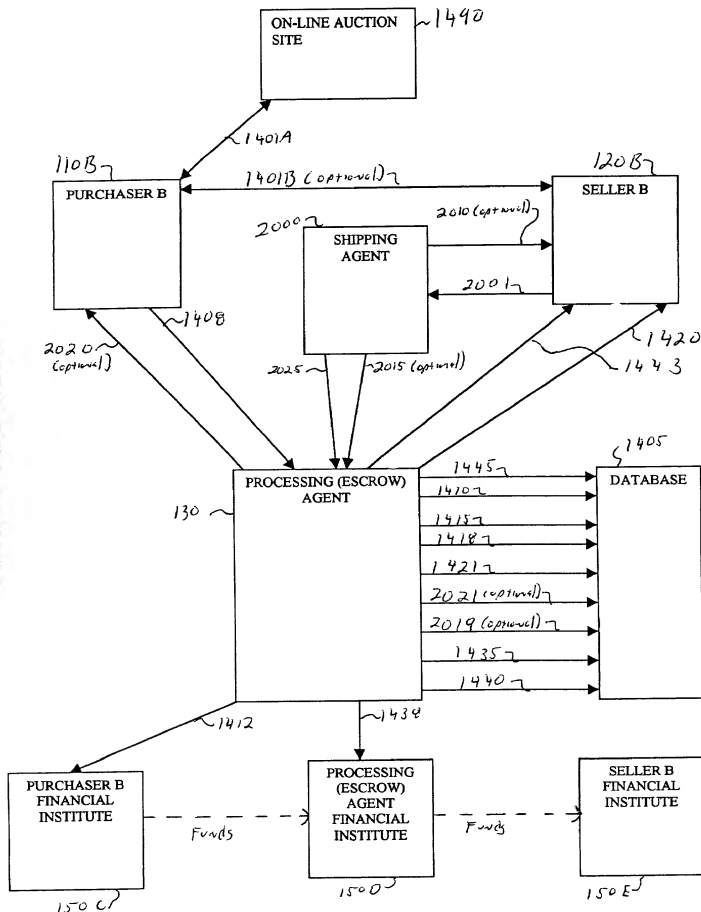 ON-LINE AUCTION
SITE
1490
1401A
110B
1401B (optional)
120B
PURCHASER B
SELLER B
2000
SHIPPING
AGENT
2010 (optional)
2001
1408
1420
2020
(optional)
2025
2015 (optional)
1443
1405
PROCESSING (ESCROW)
AGENT
130
1445
DATABASE
1410
1415
1418
1421
2021 (optional)
2019 (optional)
1435
1440
1412
1438
PURCHASER B
FINANCIAL
INSTITUTE
PROCESSING
(ESCROW)
AGENT
FINANCIAL
INSTITUTE
SELLER B
FINANCIAL
INSTITUTE
Funds
Funds
150C
150D
150E